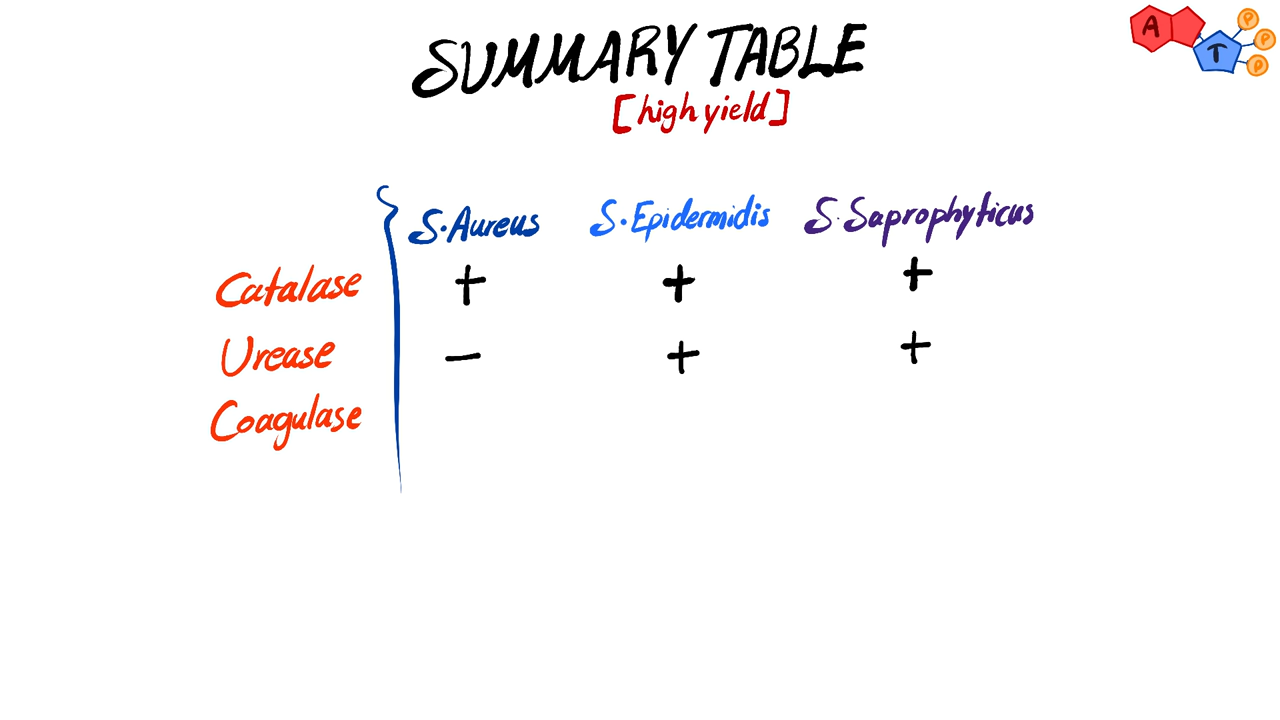 SUMMARY TABLE
[high yield]
A T P P P
S. Aureus S. Epidermidis S. Saprophyticus
Catalase + + +
Urease - + +
Coagulase